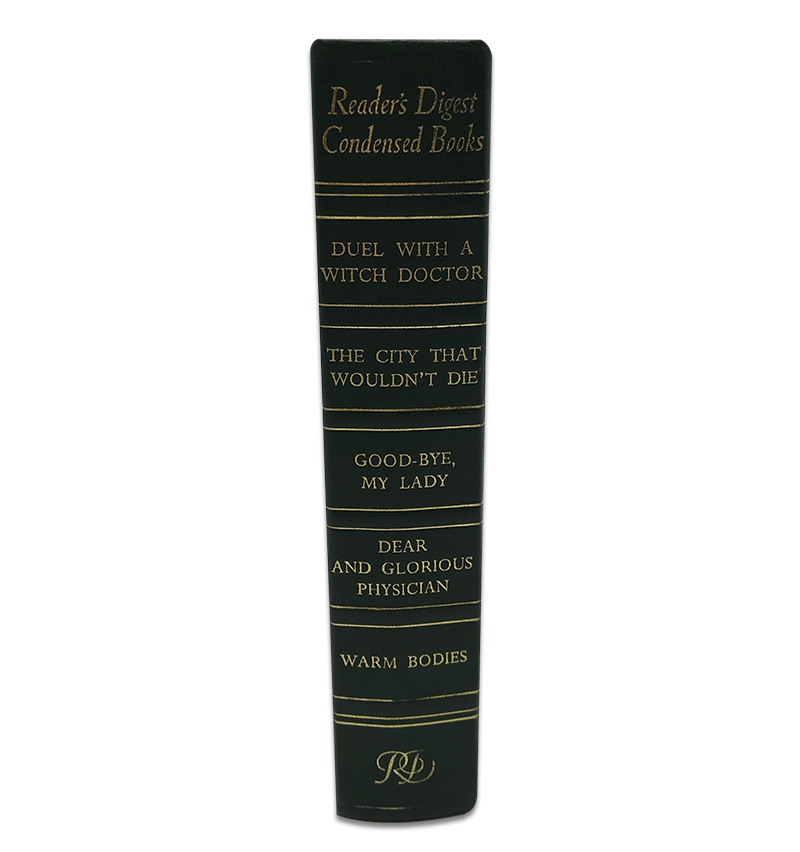 Reader's Digest
Condensed Books
DUEL WITH A
WITCH DOCTOR
THE CITY THAT
WOULDN'T DIE
GOOD-BYE,
MY LADY
DEAR
AND GLORIOUS
PHYSICIAN
WARM BODIES
RD